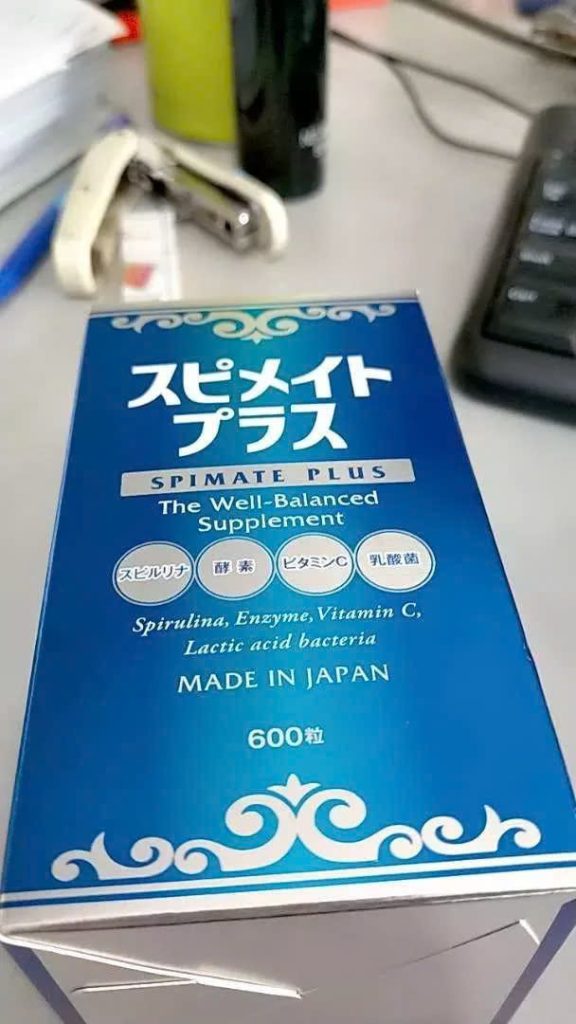 スピメイト
プラス
SPIMATE PLUS
The Well-Balanced
Supplement
スピルリナ 酵素 ビタミンC 乳酸菌
Spirulina, Enzyme, Vitamin C,
Lactic acid bacteria
MADE IN JAPAN
600粒